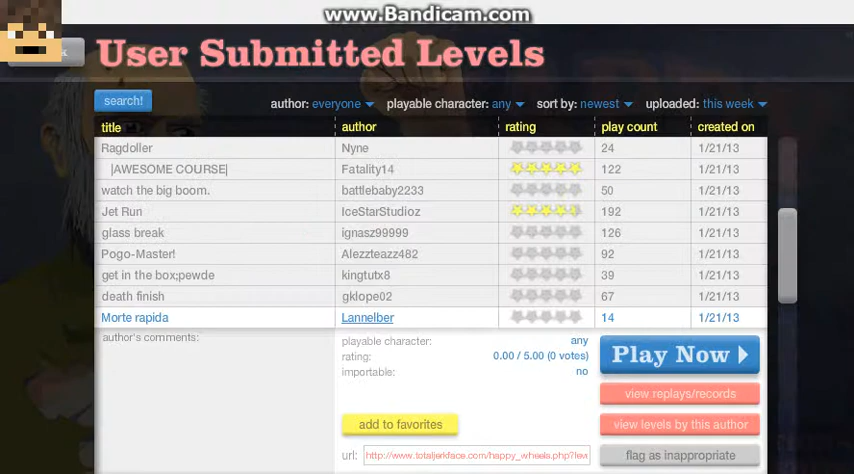 www.Bandicam.com
User Submitted Levels
search! author: everyone playable character: any sort by: newest uploaded: this week
title author rating play count created on
Ragdoller Nyne 24 1/21/13
|AWESOME COURSE| Fatality14 122 1/21/13
watch the big boom. battlebaby2233 50 1/21/13
Jet Run IceStarStudioz 192 1/21/13
glass break ignasz99999 126 1/21/13
Pogo-Master! Alezzteazz482 92 1/21/13
get in the box;pewde kingtutx8 39 1/21/13
death finish gklope02 67 1/21/13
Morte rapida Lannelber 14 1/21/13
author's comments:
playable character: any
rating: 0.00 / 5.00 (0 votes)
importable: no
add to favorites
url: http://www.totaljerkface.com/happy_wheels.php?lev
Play Now
view replays/records
view levels by this author
flag as inappropriate